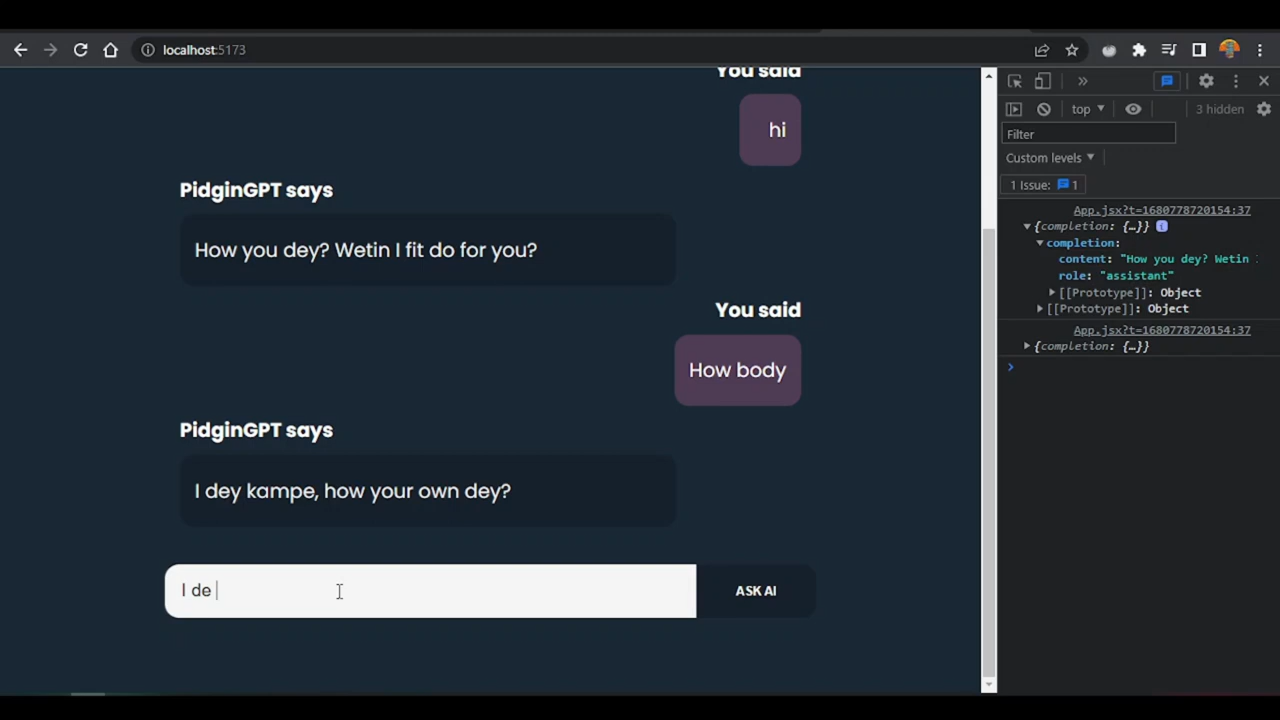 localhost:5173
You said
hi
PidginGPT says
How you dey? Wetin I fit do for you?
You said
How body
PidginGPT says
I dey kampe, how your own dey?
I de
ASK AI
top
3 hidden
Filter
Custom levels
1 Issue: 1
App.jsx?t=1680778720154:37
{completion: {…}}
completion:
content: "How you dey? Wetin
role: "assistant"
[[Prototype]]: Object
[[Prototype]]: Object
App.jsx?t=1680778720154:37
{completion: {…}}